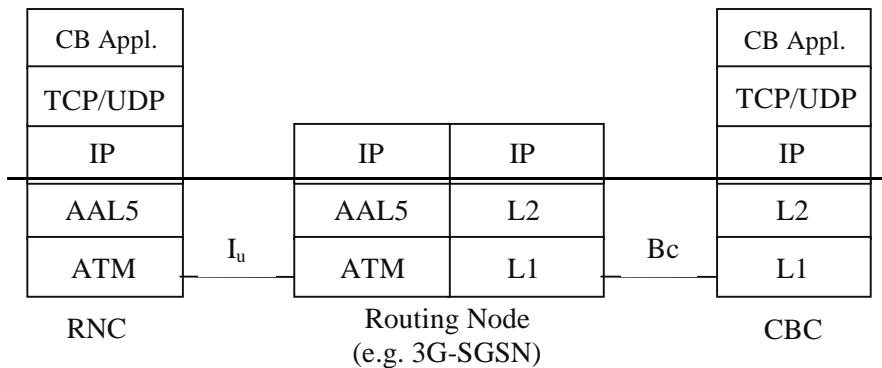 CB Appl. CB Appl.
TCP/UDP TCP/UDP
IP IP IP IP
AAL5 AAL5 L2 L2
ATM Iu ATM L1 Bc L1
RNC Routing Node CBC
(e.g. 3G-SGSN)